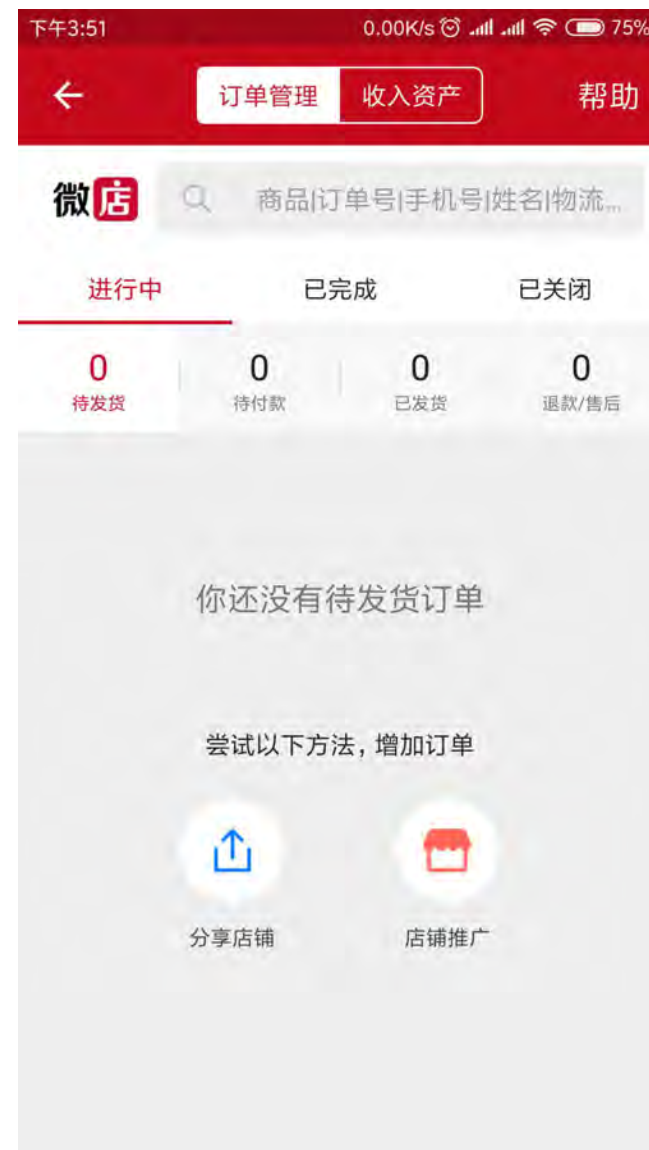 下午3:51 0.00K/s 75%
订单管理 收入资产 帮助
微店 商品|订单号|手机号|姓名|物流...
进行中 已完成 已关闭
0 0 0 0
待发货 待付款 已发货 退款/售后
你还没有待发货订单
尝试以下方法，增加订单
分享店铺 店铺推广